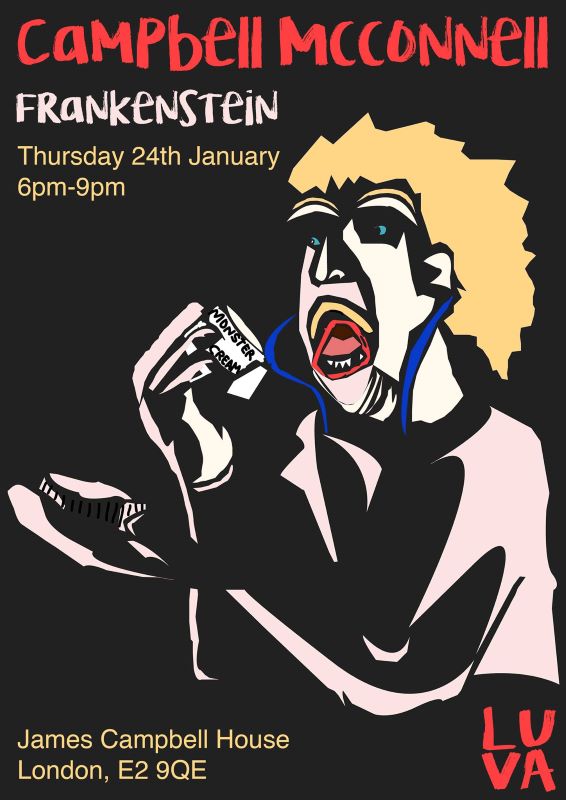 Campbell McConnell
Frankenstein
Thursday 24th January
6pm-9pm
MONSTER
CREAM
James Campbell House
London, E2 9QE
LU
VA